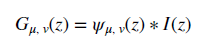 G_{μ, ν}(z) = ψ_{μ, ν}(z) * I(z)